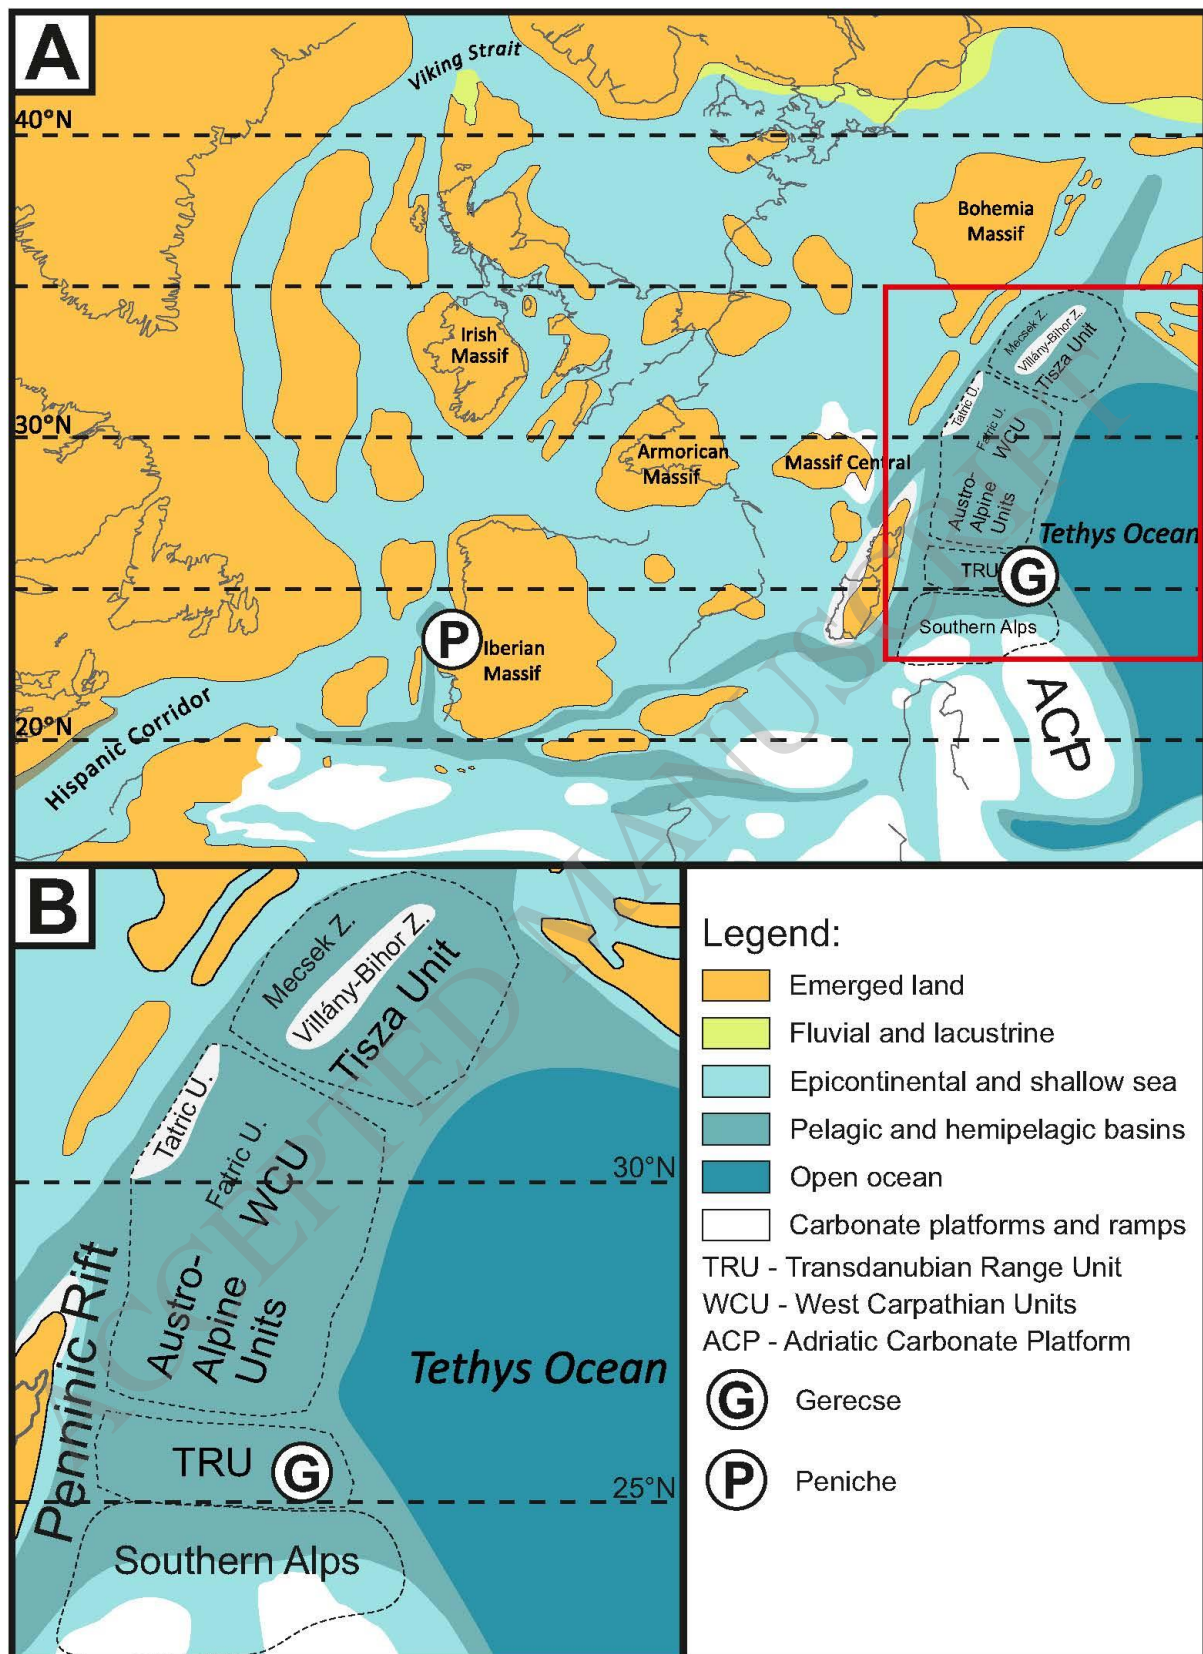 A
Viking Strait
40°N
Bohemia
Massif
Irish
Massif
Mecsek Z.
Villány-Bihor Z.
Tisza Unit
Tatric U.
Fatric U.
WCU
30°N
Armorican
Massif
Massif Central
Austro-
Alpine
Units
Tethys Ocean
TRU
G
P
Iberian
Massif
Southern Alps
Hispanic Corridor
20°N
ACP
B
Mecsek Z.
Villány-Bihor Z.
Tisza Unit
Tatric U.
Fatric U.
WCU
30°N
Penninic Rift
Austro-
Alpine
Units
Tethys Ocean
TRU
G
25°N
Southern Alps
Legend:
Emerged land
Fluvial and lacustrine
Epicontinental and shallow sea
Pelagic and hemipelagic basins
Open ocean
Carbonate platforms and ramps
TRU - Transdanubian Range Unit
WCU - West Carpathian Units
ACP - Adriatic Carbonate Platform
G Gerecse
P Peniche
ACCEPTED MANUSCRIPT